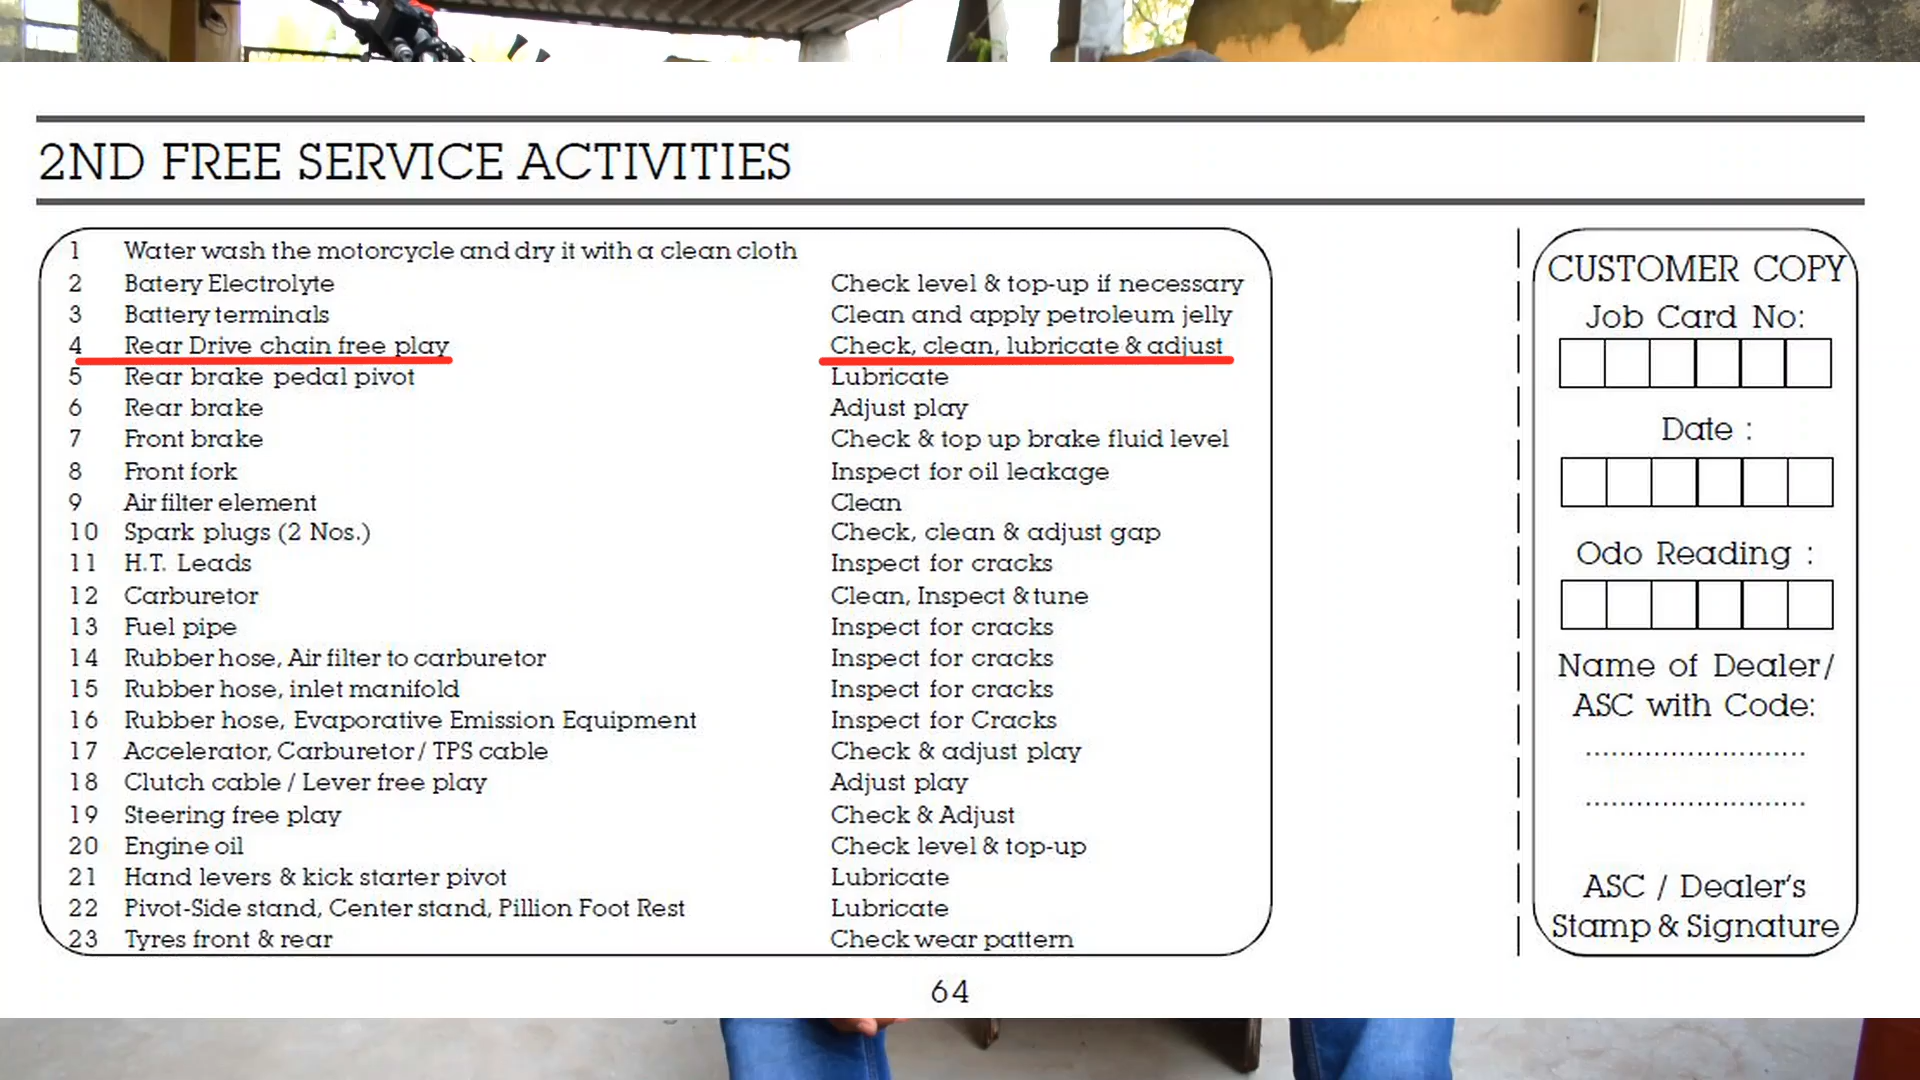 2ND FREE SERVICE ACTIVITIES
1 Water wash the motorcycle and dry it with a clean cloth
2 Batery Electrolyte Check level & top-up if necessary
3 Battery terminals Clean and apply petroleum jelly
4 Rear Drive chain free play Check, clean, lubricate & adjust
5 Rear brake pedal pivot Lubricate
6 Rear brake Adjust play
7 Front brake Check & top up brake fluid level
8 Front fork Inspect for oil leakage
9 Air filter element Clean
10 Spark plugs (2 Nos.) Check, clean & adjust gap
11 H.T. Leads Inspect for cracks
12 Carburetor Clean, Inspect & tune
13 Fuel pipe Inspect for cracks
14 Rubber hose, Air filter to carburetor Inspect for cracks
15 Rubber hose, inlet manifold Inspect for cracks
16 Rubber hose, Evaporative Emission Equipment Inspect for Cracks
17 Accelerator, Carburetor / TPS cable Check & adjust play
18 Clutch cable / Lever free play Adjust play
19 Steering free play Check & Adjust
20 Engine oil Check level & top-up
21 Hand levers & kick starter pivot Lubricate
22 Pivot-Side stand, Center stand, Pillion Foot Rest Lubricate
23 Tyres front & rear Check wear pattern
CUSTOMER COPY
Job Card No:
Date :
Odo Reading :
Name of Dealer/
ASC with Code:
........................
........................
ASC / Dealer's
Stamp & Signature
64